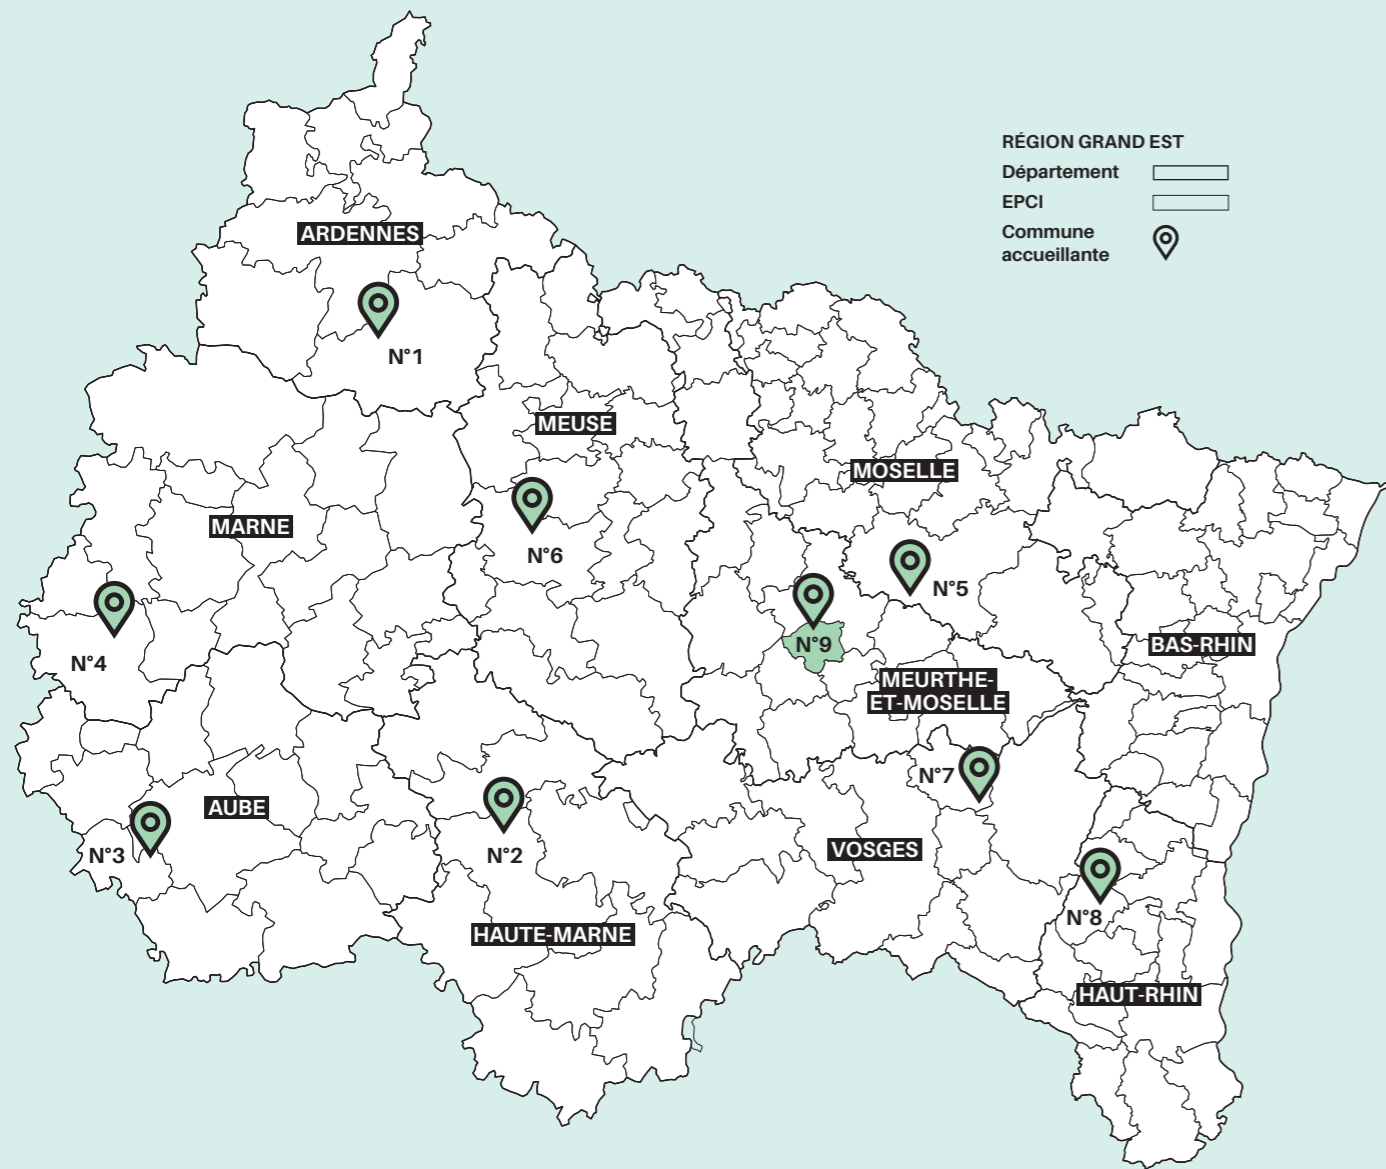 RÉGION GRAND EST
Département
EPCI
Commune
accueillante
ARDENNES
N°1
MEUSE
MOSELLE
MARNE
N°6
N°5
N°9
BAS-RHIN
N°4
MEURTHE-
ET-MOSELLE
N°7
AUBE
N°3
N°2
VOSGES
N°8
HAUTE-MARNE
HAUT-RHIN